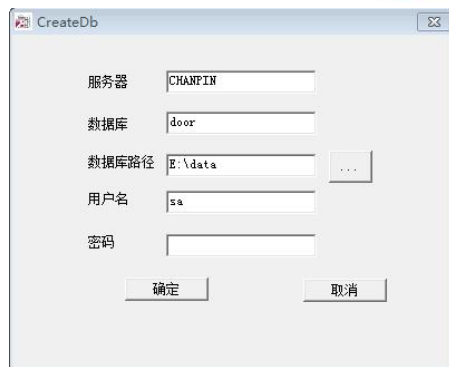 CreateDb
服务器 CHANPIN
数据库 door
数据库路径 E:\data ...
用户名 sa
密码
确定 取消